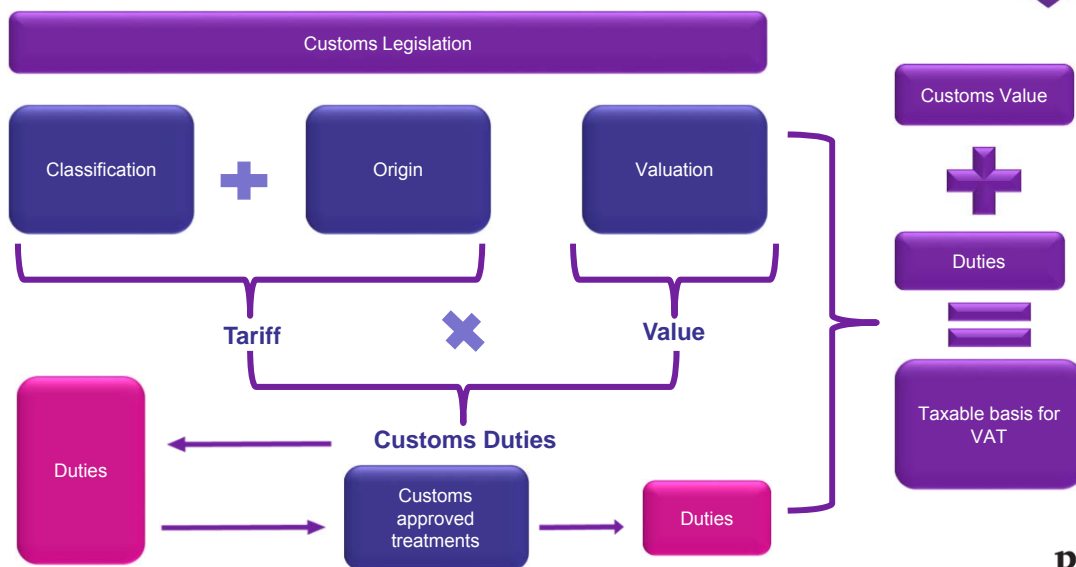 Customs Legislation
Classification
Origin
Valuation
Tariff
Value
Customs Duties
Duties
Customs
approved
treatments
Duties
Customs Value
Duties
Taxable basis for
VAT
p